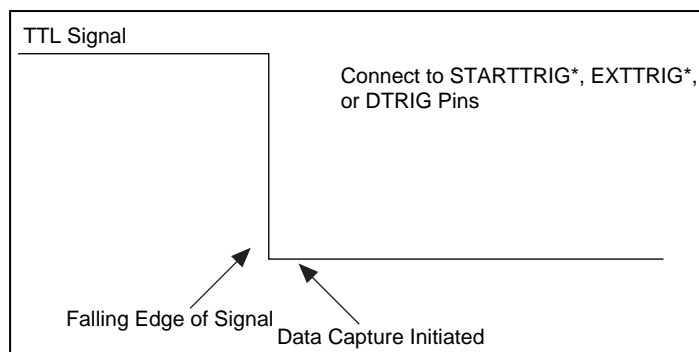 TTL Signal
Connect to STARTTRIG*, EXTTRIG*,
or DTRIG Pins
Falling Edge of Signal
Data Capture Initiated